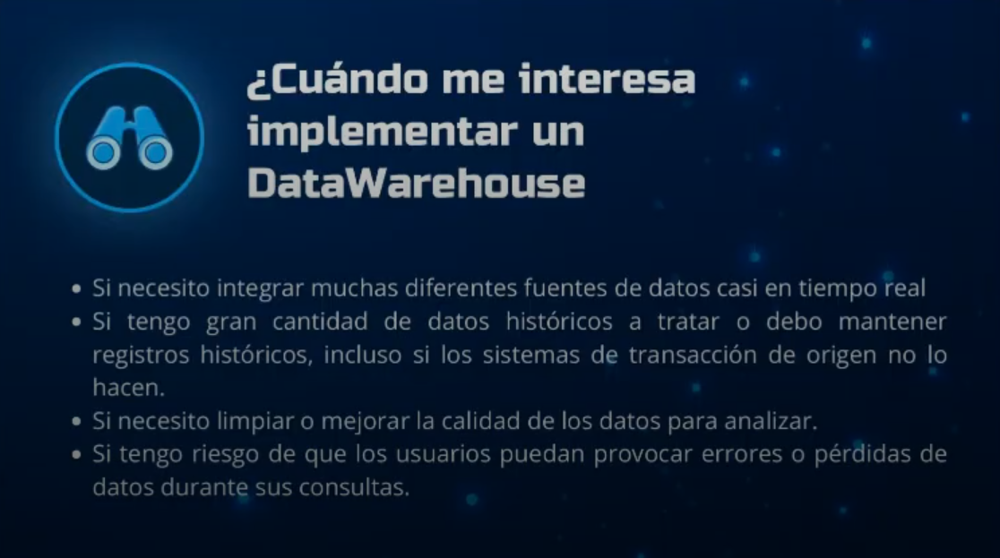 ¿Cuándo me interesa
implementar un
DataWarehouse
• Si necesito integrar muchas diferentes fuentes de datos casi en tiempo real
• Si tengo gran cantidad de datos históricos a tratar o debo mantener
registros históricos, incluso si los sistemas de transacción de origen no lo
hacen.
• Si necesito limpiar o mejorar la calidad de los datos para analizar.
• Si tengo riesgo de que los usuarios puedan provocar errores o pérdidas de
datos durante sus consultas.